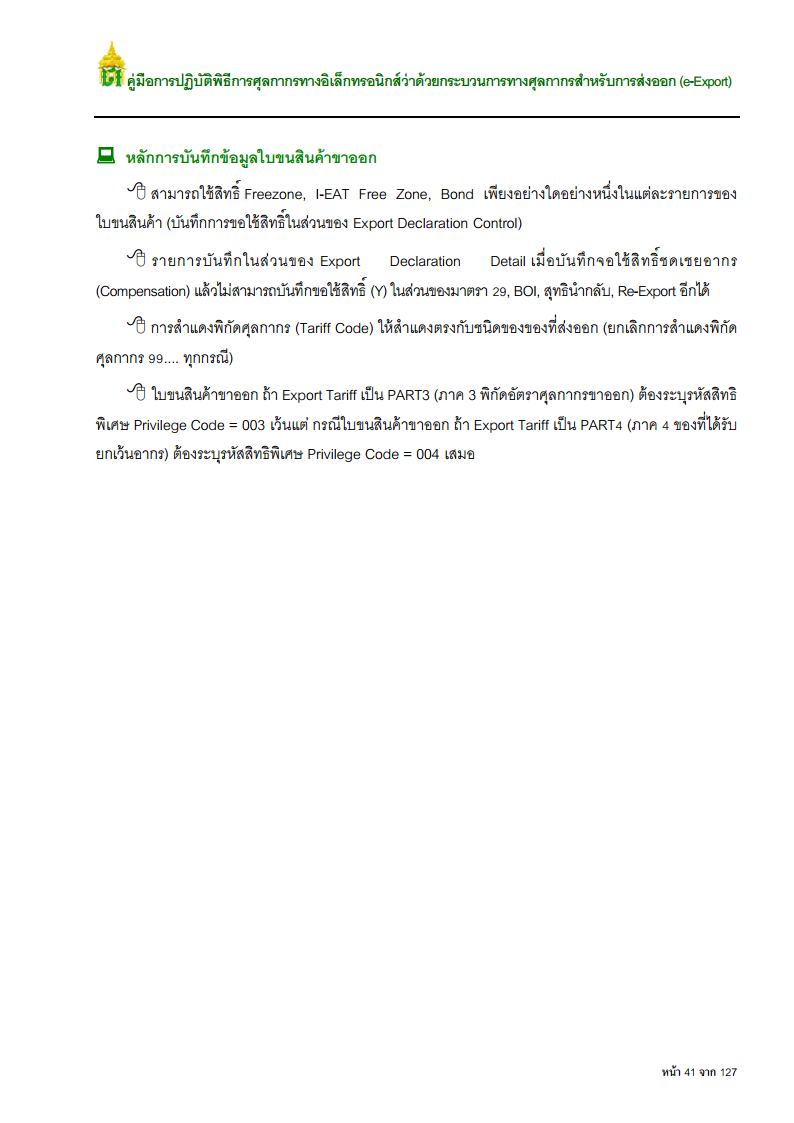 คู่มือการปฏิบัติพิธีการศุลกากรทางอิเล็กทรอนิกส์ว่าด้วยกระบวนการทางศุลกากรสำหรับการส่งออก (e-Export)
หลักการบันทึกข้อมูลใบขนสินค้าขาออก
สามารถใช้สิทธิ์ Freezone, I-EAT Free Zone, Bond เพียงอย่างใดอย่างหนึ่งในแต่ละรายการของ
ใบขนสินค้า (บันทึกการขอใช้สิทธิ์ในส่วนของ Export Declaration Control)
รายการบันทึกในส่วนของ Export Declaration Detail เมื่อบันทึกจอใช้สิทธิ์ชดเชยอากร
(Compensation) แล้วไม่สามารถบันทึกขอใช้สิทธิ์ (Y) ในส่วนของมาตรา 29, BOI, สุทธินำกลับ, Re-Export อีกได้
การสำแดงพิกัดศุลกากร (Tariff Code) ให้สำแดงตรงกับชนิดของของที่ส่งออก (ยกเลิกการสำแดงพิกัด
ศุลกากร 99.... ทุกกรณี)
ใบขนสินค้าขาออก ถ้า Export Tariff เป็น PART3 (ภาค 3 พิกัดอัตราศุลกากรขาออก) ต้องระบุรหัสสิทธิ
พิเศษ Privilege Code = 003 เว้นแต่ กรณีใบขนสินค้าขาออก ถ้า Export Tariff เป็น PART4 (ภาค 4 ของที่ได้รับ
ยกเว้นอากร) ต้องระบุรหัสสิทธิพิเศษ Privilege Code = 004 เสมอ
หน้า 41 จาก 127